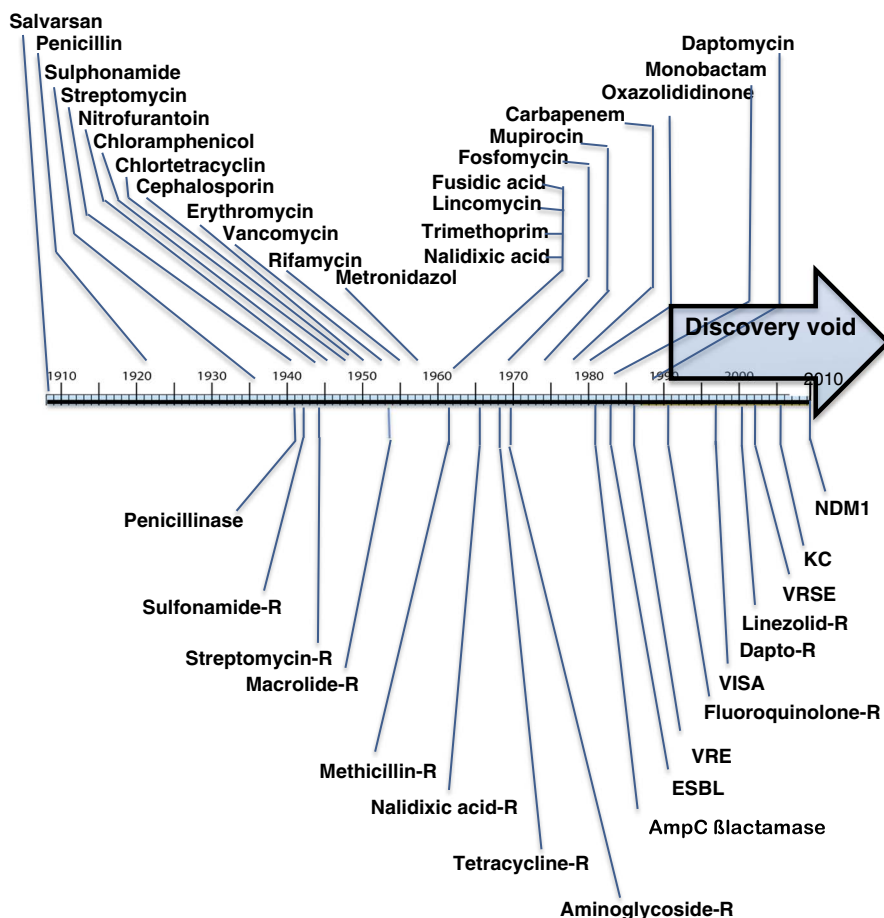 Salvarsan
Penicillin
Sulphonamide
Streptomycin
Nitrofurantoin
Chloramphenicol
Chlortetracyclin
Cephalosporin
Erythromycin
Vancomycin
Rifamycin
Metronidazol
Daptomycin
Monobactam
Oxazolididinone
Carbapenem
Mupirocin
Fosfomycin
Fusidic acid
Lincomycin
Trimethoprim
Nalidixic acid
Discovery void
1910 1920 1930 1940 1950 1960 1970 1980 1990 2000 2010
Penicillinase
Sulfonamide-R
Streptomycin-R
Macrolide-R
Methicillin-R
Nalidixic acid-R
Tetracycline-R
Aminoglycoside-R
NDM1
KC
VRSE
Linezolid-R
Dapto-R
VISA
Fluoroquinolone-R
VRE
ESBL
AmpC ßlactamase